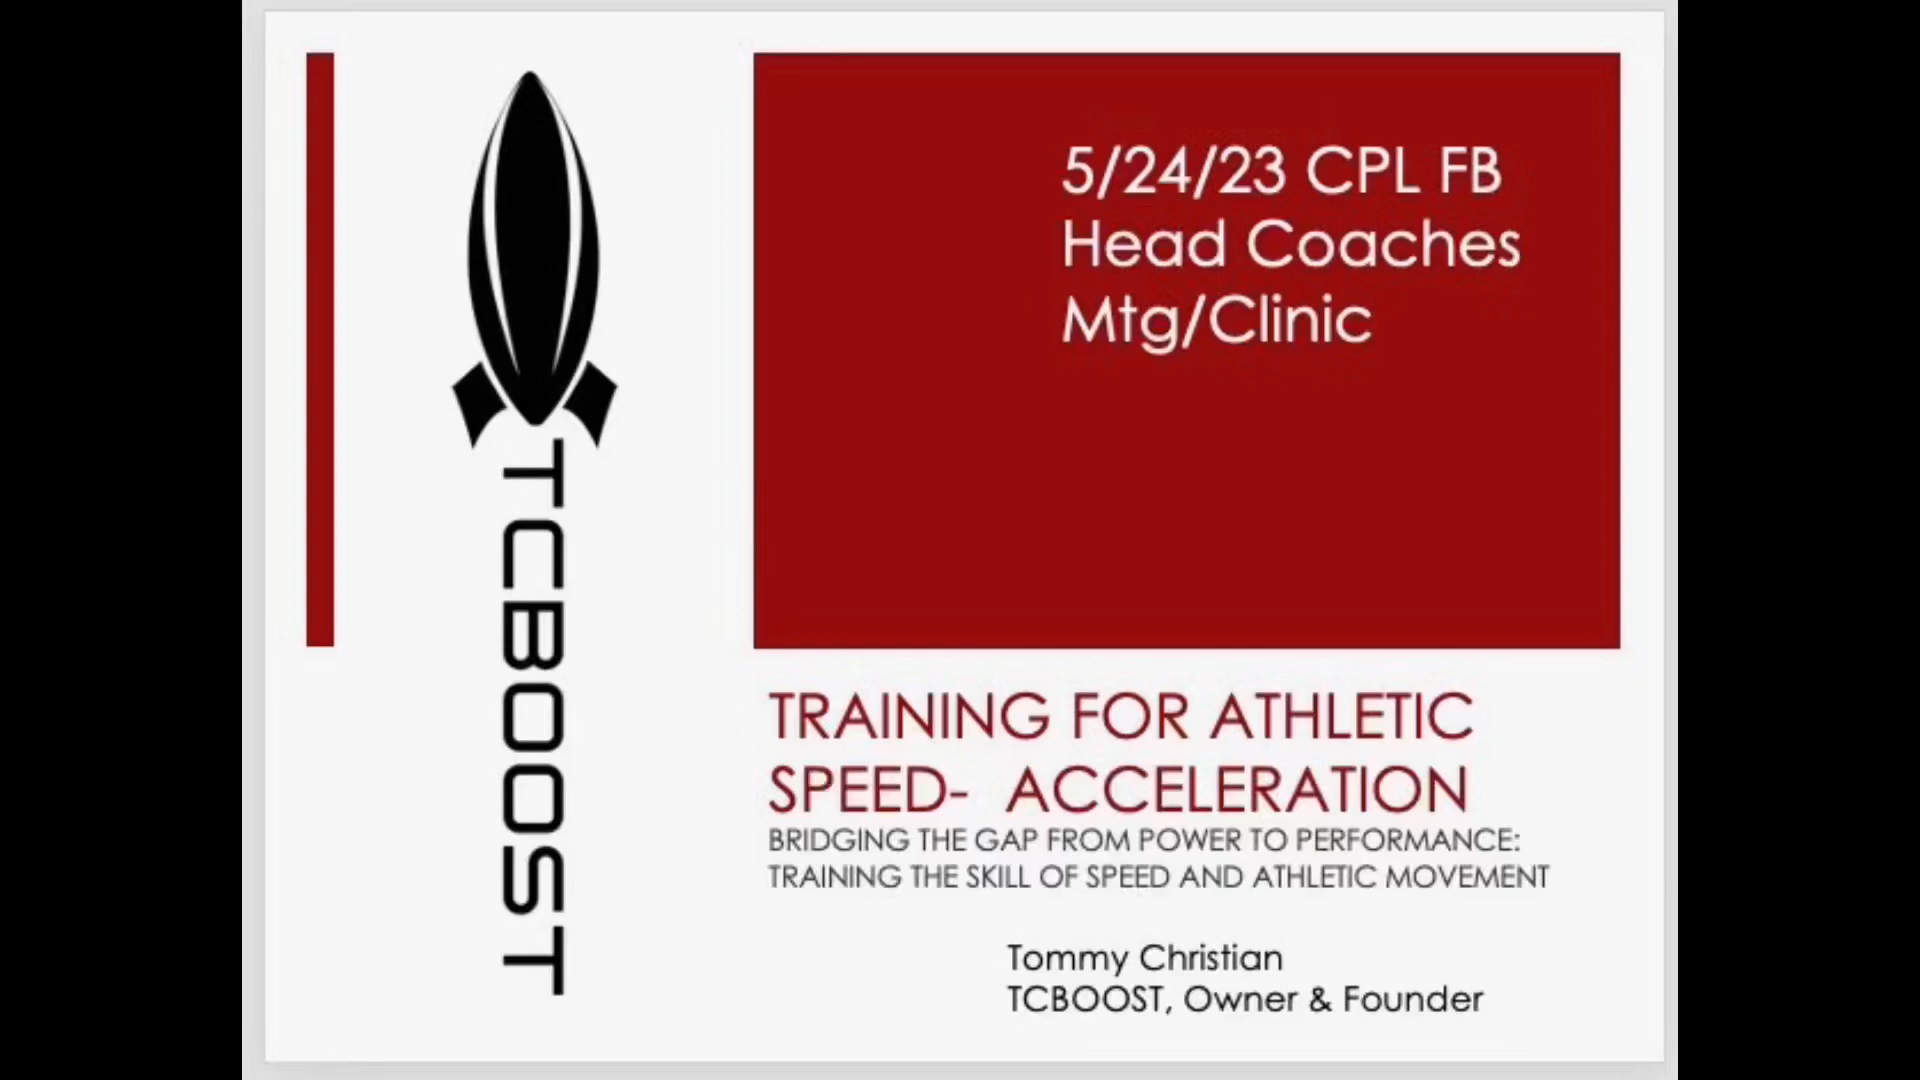 5/24/23 CPL FB
Head Coaches
Mtg/Clinic
TCBOOST
TRAINING FOR ATHLETIC
SPEED- ACCELERATION
BRIDGING THE GAP FROM POWER TO PERFORMANCE:
TRAINING THE SKILL OF SPEED AND ATHLETIC MOVEMENT
Tommy Christian
TCBOOST, Owner & Founder